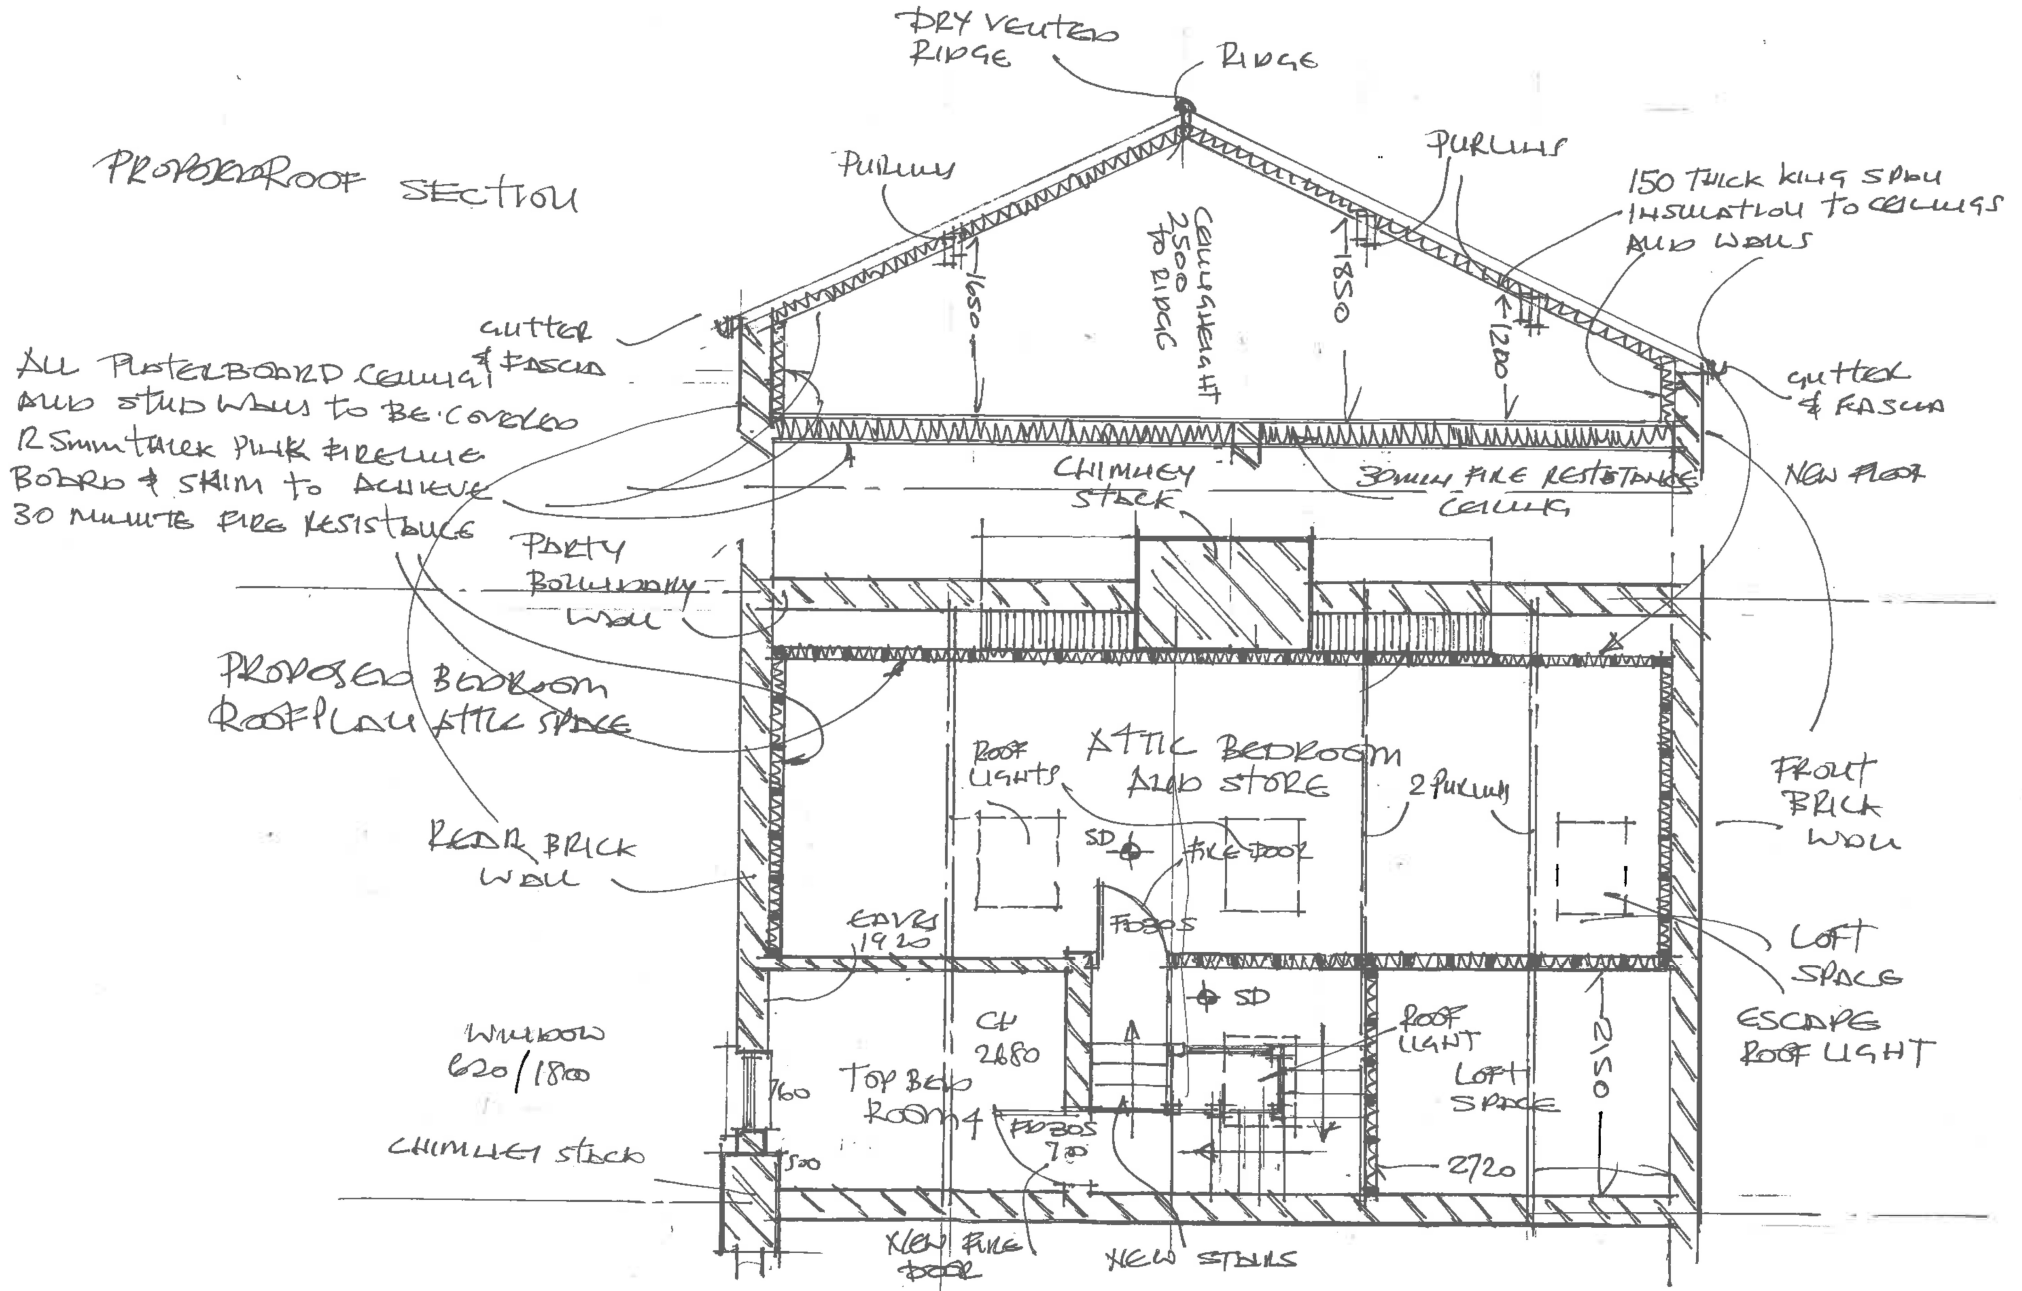 DRY VENTED
RIDGE
RIDGE
PROPOSED ROOF SECTION
PURLINS
PURLINS
150 THICK KING SPAN
INSULATION TO CEILINGS
AND WALLS
CEILING HEIGHT
2500
TO RIDGE
1650
1850
1200
GUTTER
& FASCIA
GUTTER
& FASCIA
ALL PLASTERBOARD CEILING
AND STUD WALLS TO BE COVERED
12.5mm THICK PINK FIRELINE
BOARD & SKIM TO ACHIEVE
30 MINUTE FIRE RESISTANCE
CHIMNEY
STACK
30MIN FIRE RESISTANCE
CEILING
NEW FLOOR
PARTY
BOUNDARY
WALL
PROPOSED BEDROOM
ROOF PLAN ATTIC SPACE
ROOF
LIGHTS
ATTIC BEDROOM
AND STORE
2 PURLINS
FRONT
BRICK
WALL
SD
FIRE DOOR
REAR BRICK
WALL
EAVES
1920
FD30S
LOFT
SPACE
ESCAPE
ROOF LIGHT
SD
WINDOW
620/1800
CH
2680
ROOF
LIGHT
760
TOP BED
ROOM 4
LOFT
SPACE
2150
FD30S
CHIMNEY STACK
500
2720
NEW FIRE
DOOR
NEW STAIRS